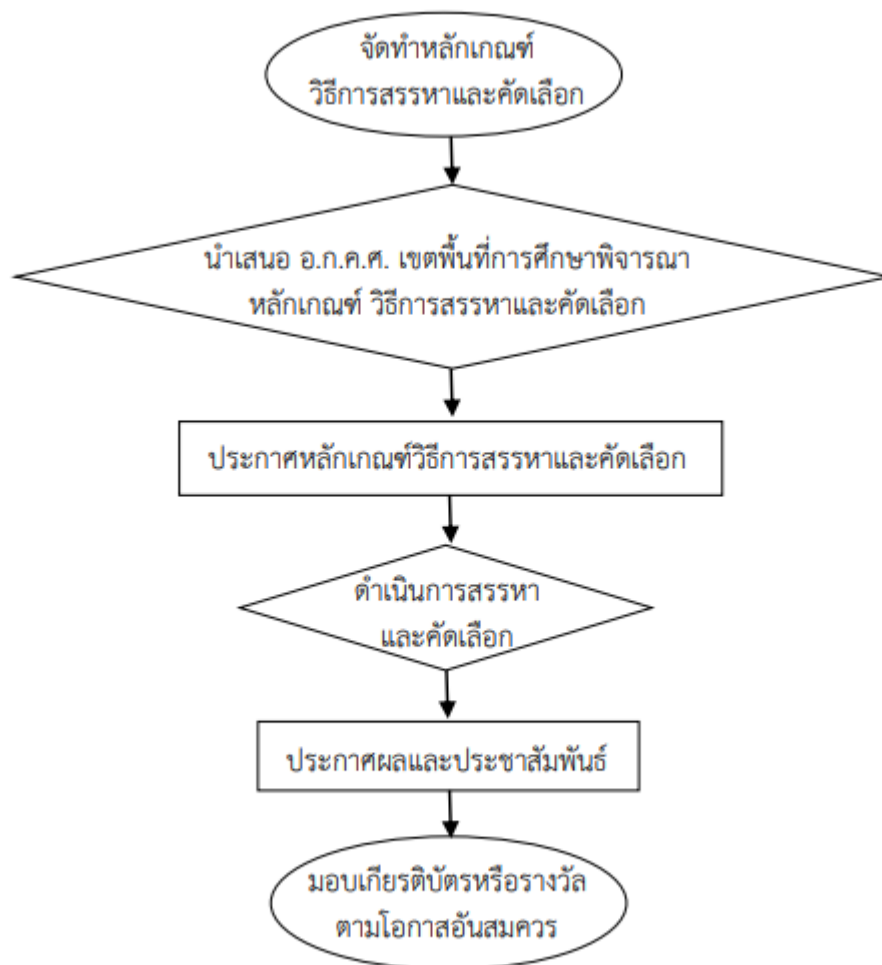 จัดทำหลักเกณฑ์
วิธีการสรรหาและคัดเลือก
นำเสนอ อ.ก.ค.ศ. เขตพื้นที่การศึกษาพิจารณา
หลักเกณฑ์ วิธีการสรรหาและคัดเลือก
ประกาศหลักเกณฑ์วิธีการสรรหาและคัดเลือก
ดำเนินการสรรหา
และคัดเลือก
ประกาศผลและประชาสัมพันธ์
มอบเกียรติบัตรหรือรางวัล
ตามโอกาสอันสมควร